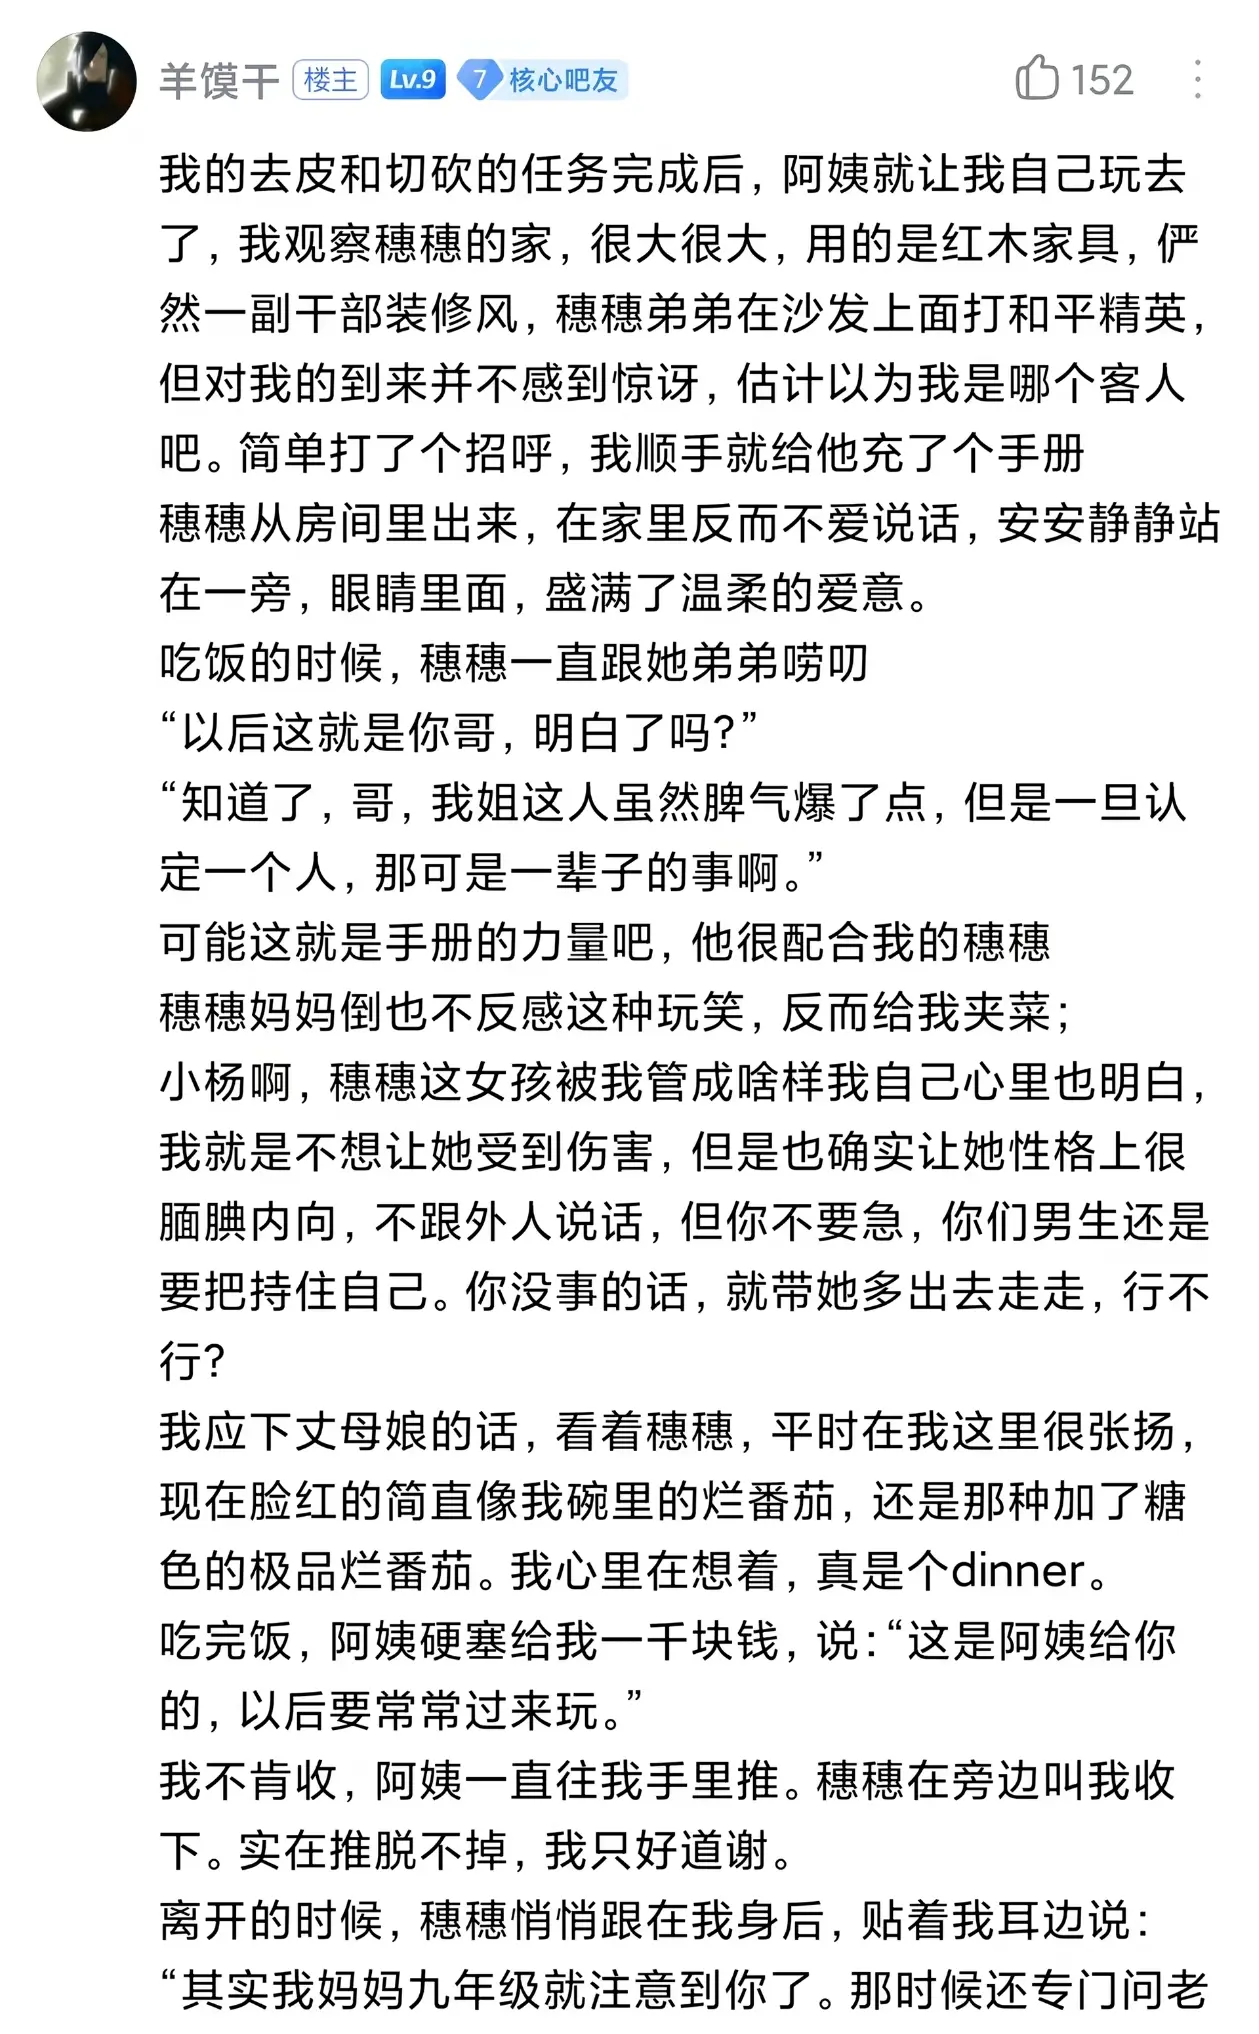 羊馍干 楼主 Lv.9 7 核心吧友 152
我的去皮和切砍的任务完成后，阿姨就让我自己玩去
了，我观察穗穗的家，很大很大，用的是红木家具，俨
然一副干部装修风，穗穗弟弟在沙发上面打和平精英，
但对我的到来并不感到惊讶，估计以为我是哪个客人
吧。简单打了个招呼，我顺手就给他充了个手册
穗穗从房间里出来，在家里反而不爱说话，安安静静站
在一旁，眼睛里面，盛满了温柔的爱意。
吃饭的时候，穗穗一直跟她弟弟唠叨
“以后这就是你哥，明白了吗？”
“知道了，哥，我姐这人虽然脾气爆了点，但是一旦认
定一个人，那可是一辈子的事啊。”
可能这就是手册的力量吧，他很配合我的穗穗
穗穗妈妈倒也不反感这种玩笑，反而给我夹菜；
小杨啊，穗穗这女孩被我管成啥样我自己心里也明白，
我就是不想让她受到伤害，但是也确实让她性格上很
腼腆内向，不跟外人说话，但你不要急，你们男生还是
要把持住自己。你没事的话，就带她多出去走走，行不
行？
我应下丈母娘的话，看着穗穗，平时在我这里很张扬，
现在脸红的简直像我碗里的烂番茄，还是那种加了糖
色的极品烂番茄。我心里在想着，真是个dinner。
吃完饭，阿姨硬塞给我一千块钱，说：“这是阿姨给你
的，以后要常常过来玩。”
我不肯收，阿姨一直往我手里推。穗穗在旁边叫我收
下。实在推脱不掉，我只好道谢。
离开的时候，穗穗悄悄跟在我身后，贴着我耳边说：
“其实我妈妈九年级就注意到你了。那时候还专门问老